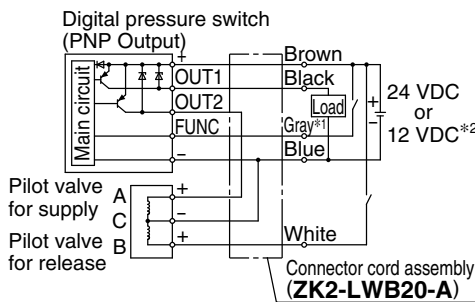 Digital pressure switch
(PNP Output)
Main circuit
+
OUT1
OUT2
FUNC
−
Brown
Black
Load
Gray*1
Blue
+
−
24 VDC
or
12 VDC*2
Pilot valve
for supply
A
C
B
+
−
+
Pilot valve
for release
White
Connector cord assembly
(ZK2-LWB20-A)